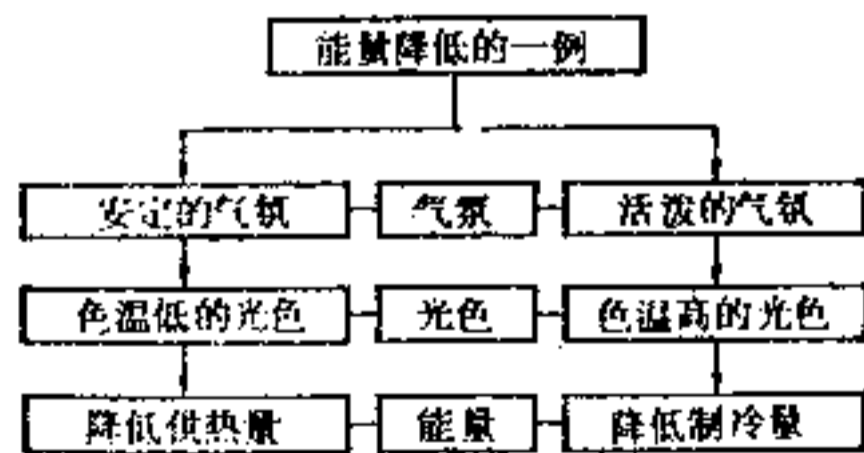 能量降低的一例
安定的气氛 气氛 活泼的气氛
色温低的光色 光色 色温高的光色
降低供热量 能量 降低制冷量